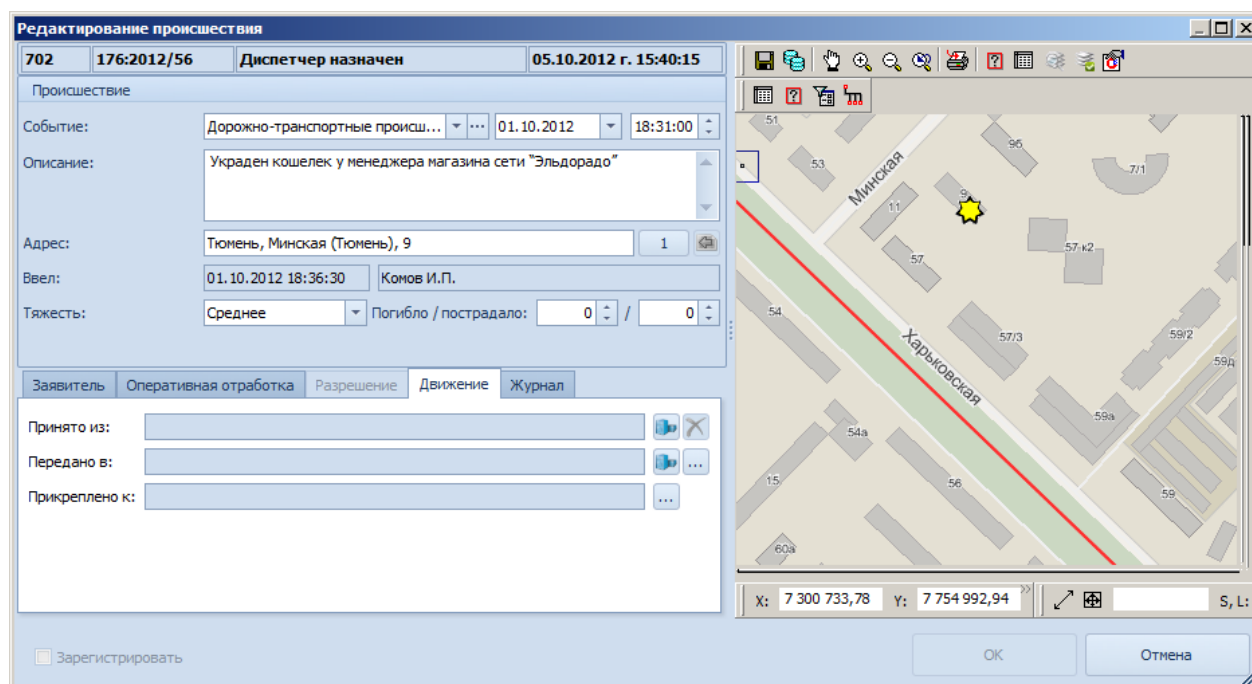 Редактирование происшествия
702 176:2012/56 Диспетчер назначен 05.10.2012 г. 15:40:15
Происшествие
Событие: Дорожно-транспортные происш... 01.10.2012 18:31:00
Описание: Украден кошелек у менеджера магазина сети "Эльдорадо"
Адрес: Тюмень, Минская (Тюмень), 9 1
Ввел: 01.10.2012 18:36:30 Комов И.П.
Тяжесть: Среднее Погибло / пострадало: 0 / 0
Заявитель Оперативная отработка Разрешение Движение Журнал
Принято из:
Передано в:
Прикреплено к:
Зарегистрировать
51
53
Минская
9б
7/1
11
9
57
57-к2
54
57/3
59/2
59д
Харьковская
59а
54а
15
56
59
60а
X: 7 300 733,78 Y: 7 754 992,94 S, L:
OK Отмена